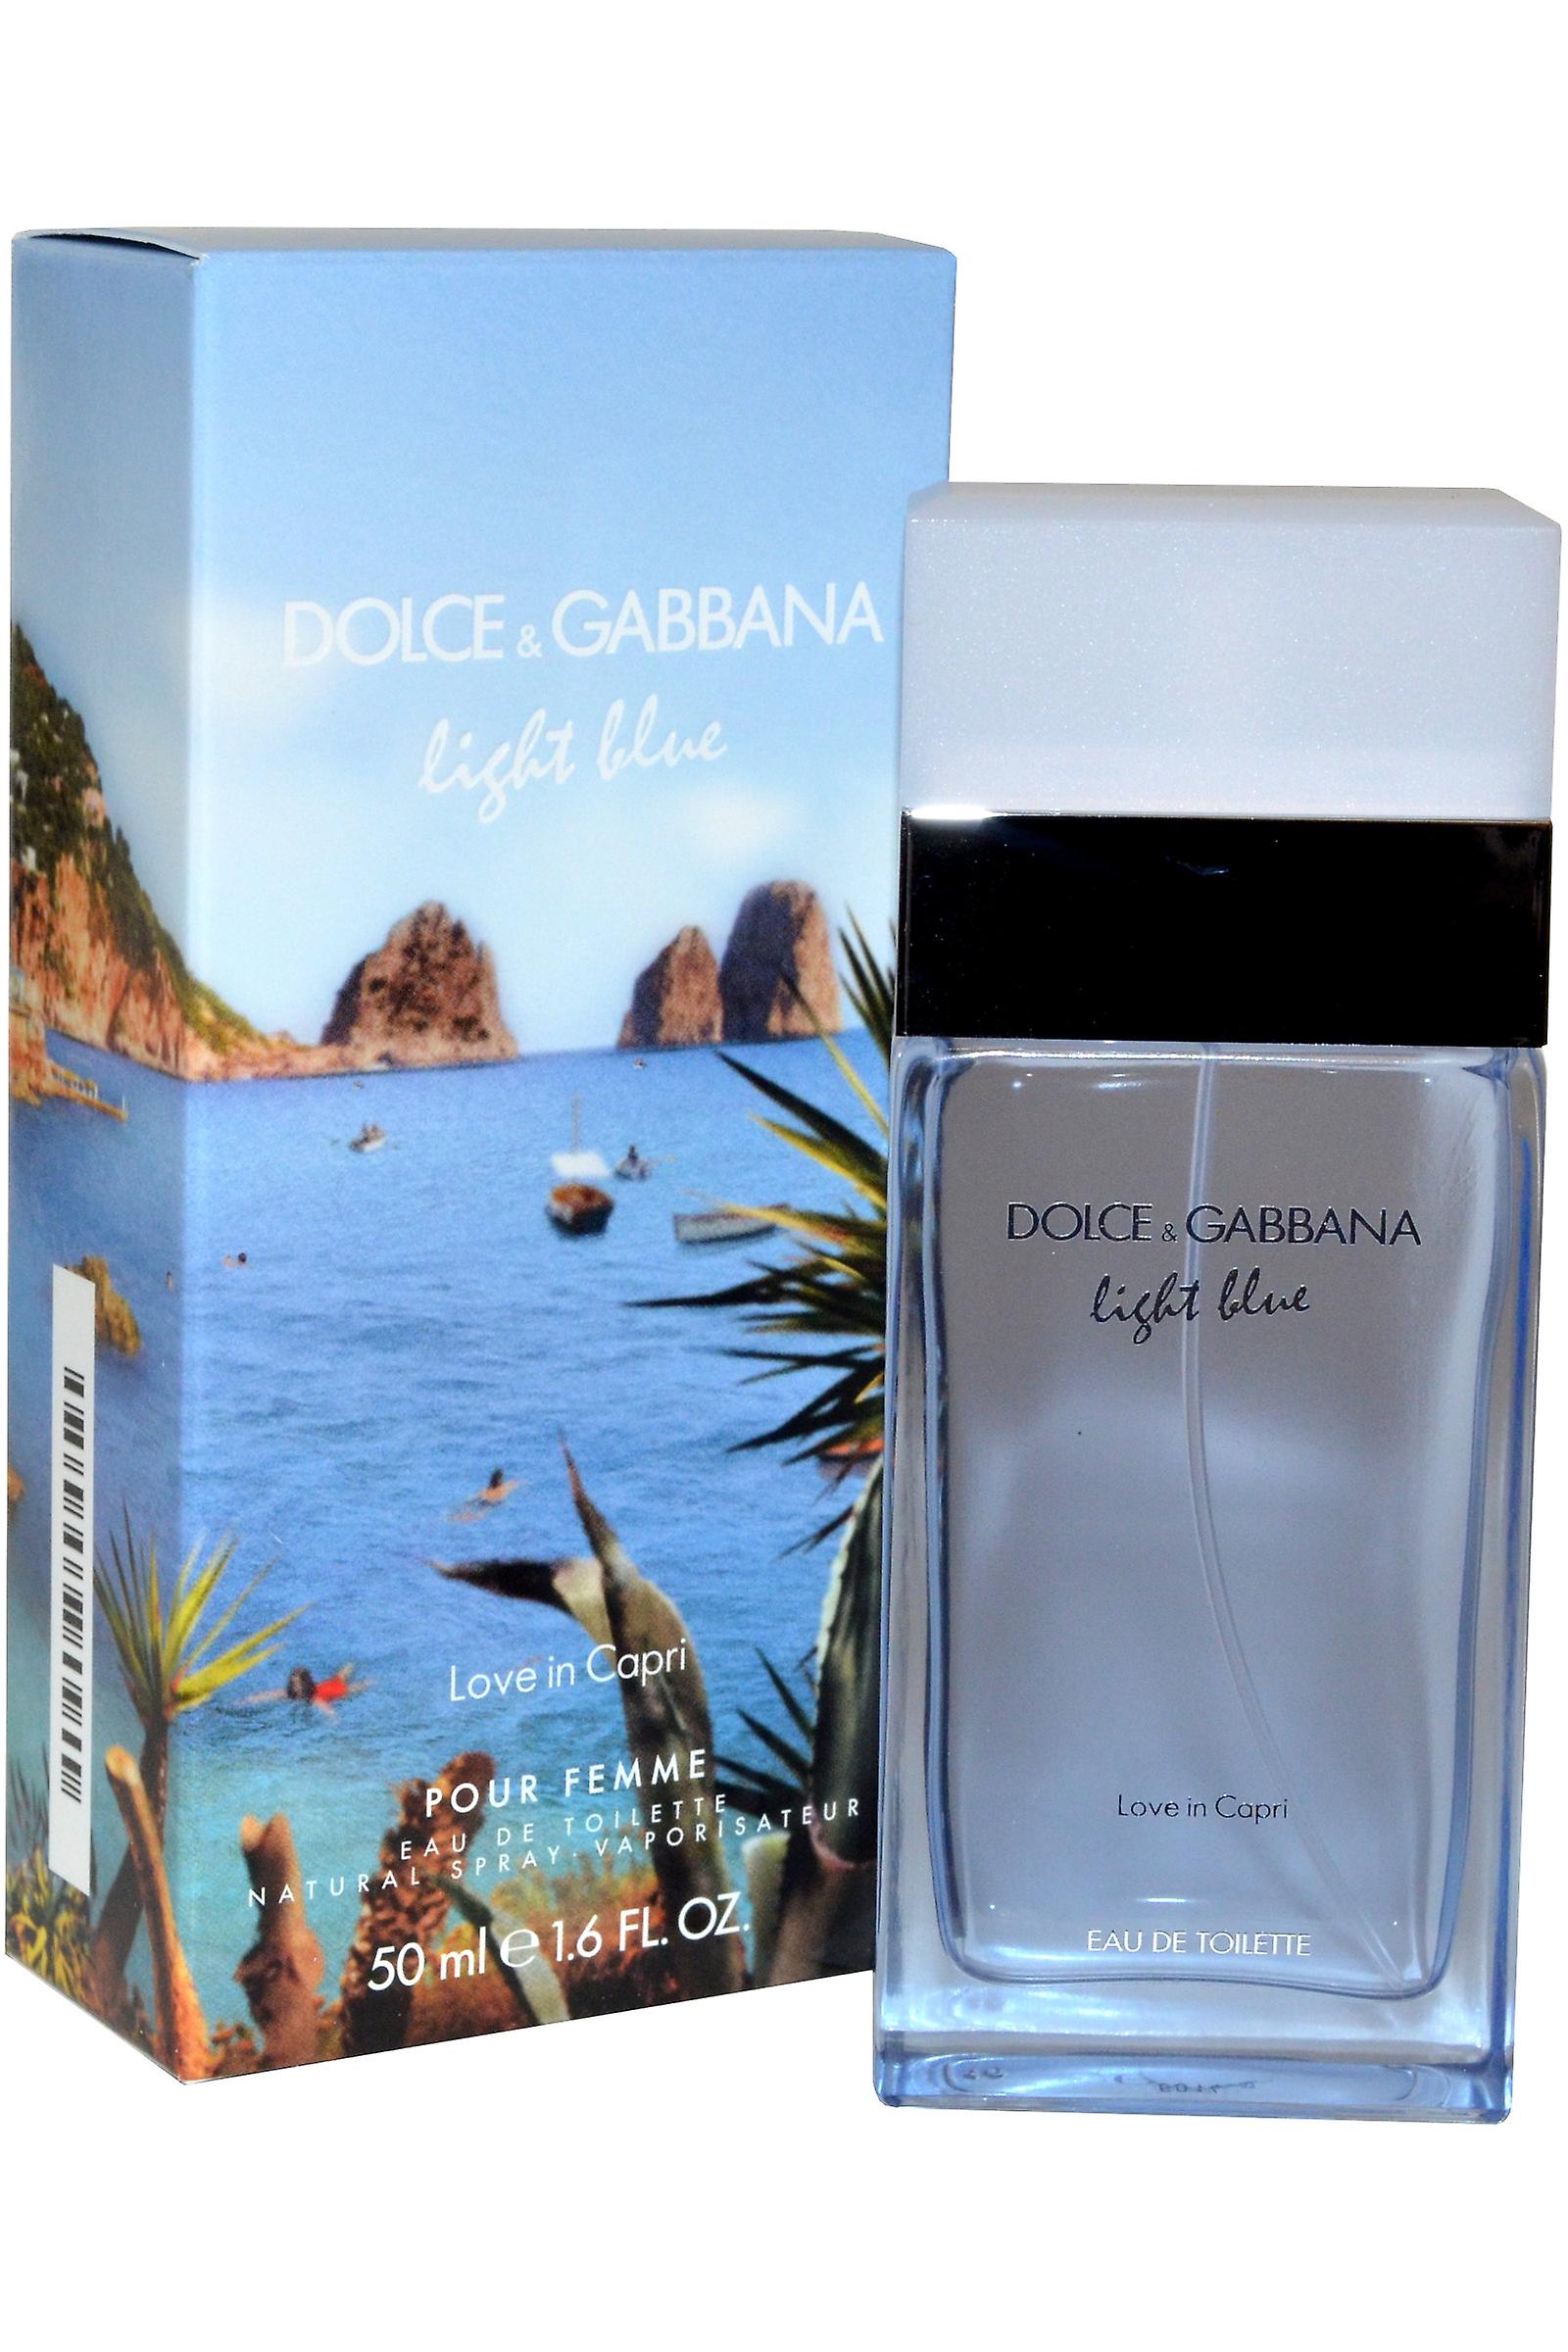 DOLCE & GABBANA
light blue
Love in Capri
POUR FEMME
EAU DE TOILETTE
NATURAL SPRAY. VAPORISATEUR
50 ml e 1.6 FL. OZ.
DOLCE & GABBANA
light blue
Love in Capri
EAU DE TOILETTE